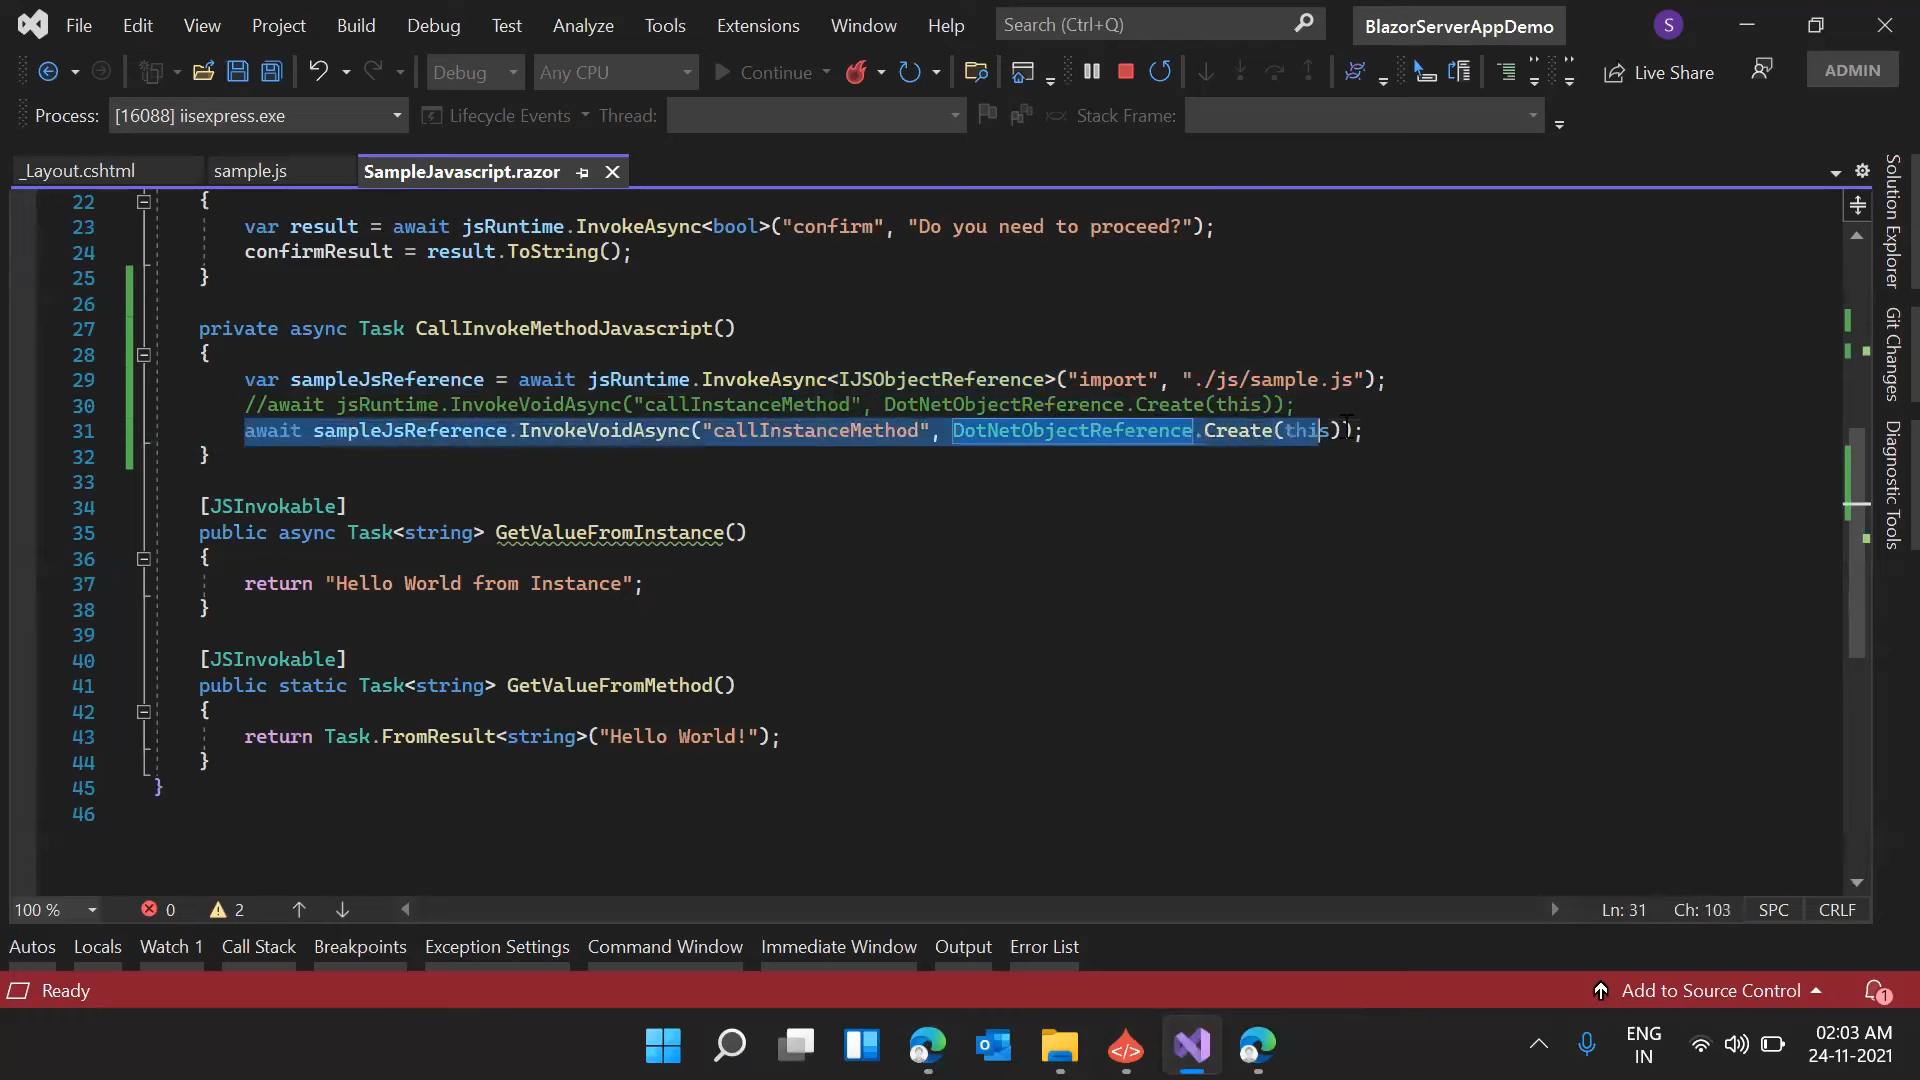 File Edit View Project Build Debug Test Analyze Tools Extensions Window Help Search (Ctrl+Q) BlazorServerAppDemo S
Debug Any CPU Continue Live Share ADMIN
Process: [16088] iisexpress.exe Lifecycle Events Thread: Stack Frame:
_Layout.cshtml sample.js SampleJavascript.razor
22 {
23 var result = await jsRuntime.InvokeAsync<bool>("confirm", "Do you need to proceed?");
24 confirmResult = result.ToString();
25 }
26
27 private async Task CallInvokeMethodJavascript()
28 {
29 var sampleJsReference = await jsRuntime.InvokeAsync<IJSObjectReference>("import", "./js/sample.js");
30 //await jsRuntime.InvokeVoidAsync("callInstanceMethod", DotNetObjectReference.Create(this));
31 await sampleJsReference.InvokeVoidAsync("callInstanceMethod", DotNetObjectReference.Create(this));
32 }
33
34 [JSInvokable]
35 public async Task<string> GetValueFromInstance()
36 {
37 return "Hello World from Instance";
38 }
39
40 [JSInvokable]
41 public static Task<string> GetValueFromMethod()
42 {
43 return Task.FromResult<string>("Hello World!");
44 }
45 }
46
Solution Explorer
Git Changes
Diagnostic Tools
100 % 0 2 Ln: 31 Ch: 103 SPC CRLF
Autos Locals Watch 1 Call Stack Breakpoints Exception Settings Command Window Immediate Window Output Error List
Ready Add to Source Control 1
ENG
IN
02:03 AM
24-11-2021